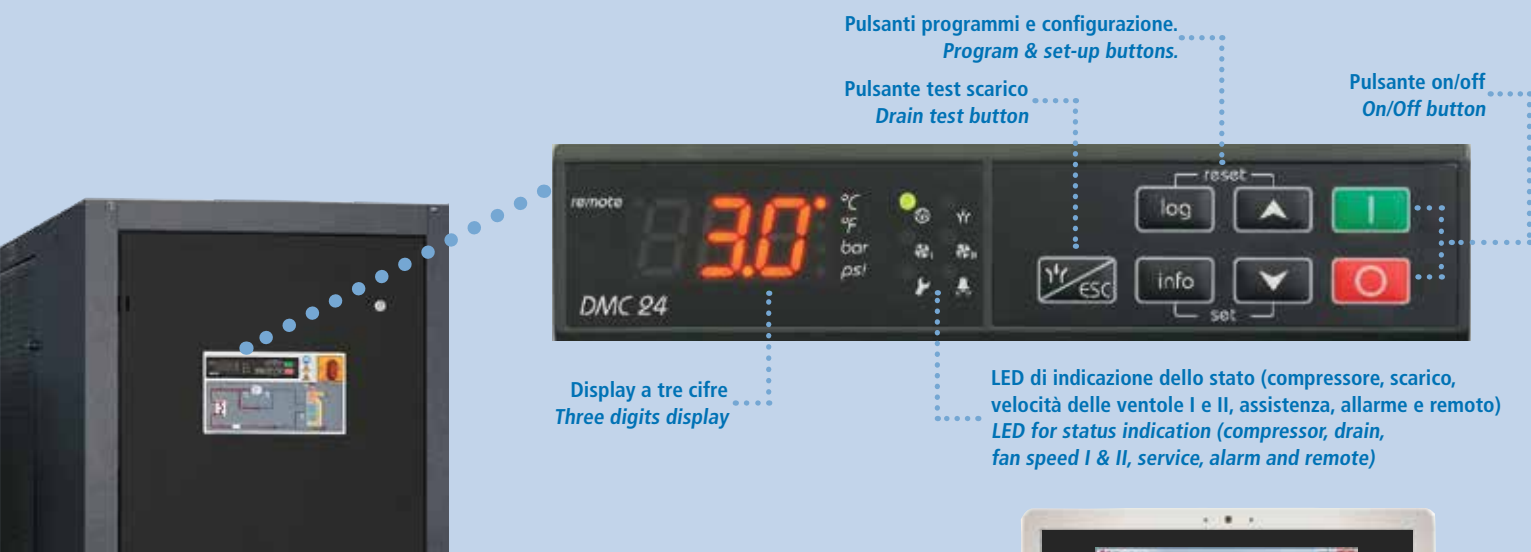 Pulsanti programmi e configurazione.
Program & set-up buttons.
Pulsante test scarico
Drain test button
Pulsante on/off
On/Off button
remote
3.0°
°C
°F
bar
psi
I
II
DMC 24
reset
log
ESC
info
set
Display a tre cifre
Three digits display
LED di indicazione dello stato (compressore, scarico,
velocità delle ventole I e II, assistenza, allarme e remoto)
LED for status indication (compressor, drain,
fan speed I & II, service, alarm and remote)